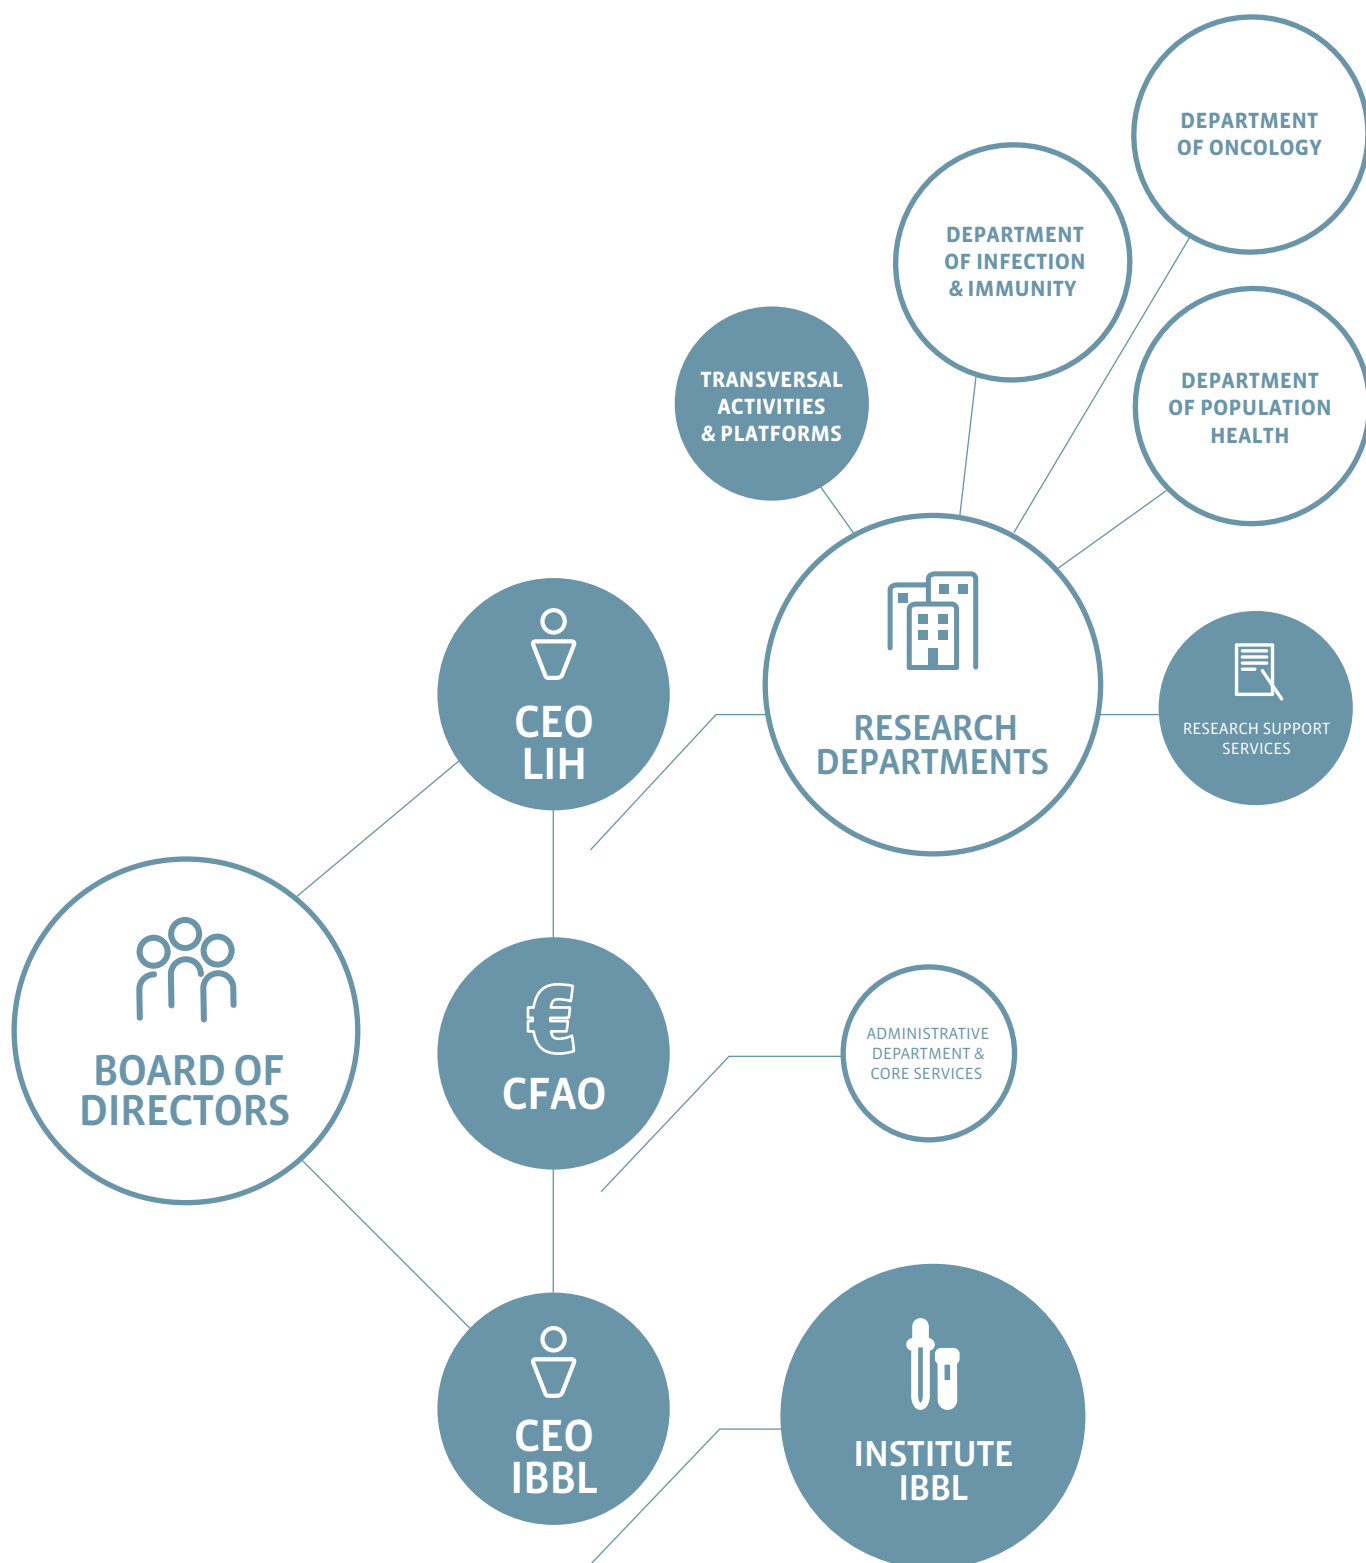 DEPARTMENT
OF ONCOLOGY
DEPARTMENT
OF INFECTION
& IMMUNITY
TRANSVERSAL
ACTIVITIES
& PLATFORMS
DEPARTMENT
OF POPULATION
HEALTH
CEO
LIH
RESEARCH
DEPARTMENTS
RESEARCH SUPPORT
SERVICES
BOARD OF
DIRECTORS
€
CFAO
ADMINISTRATIVE
DEPARTMENT &
CORE SERVICES
CEO
IBBL
INSTITUTE
IBBL